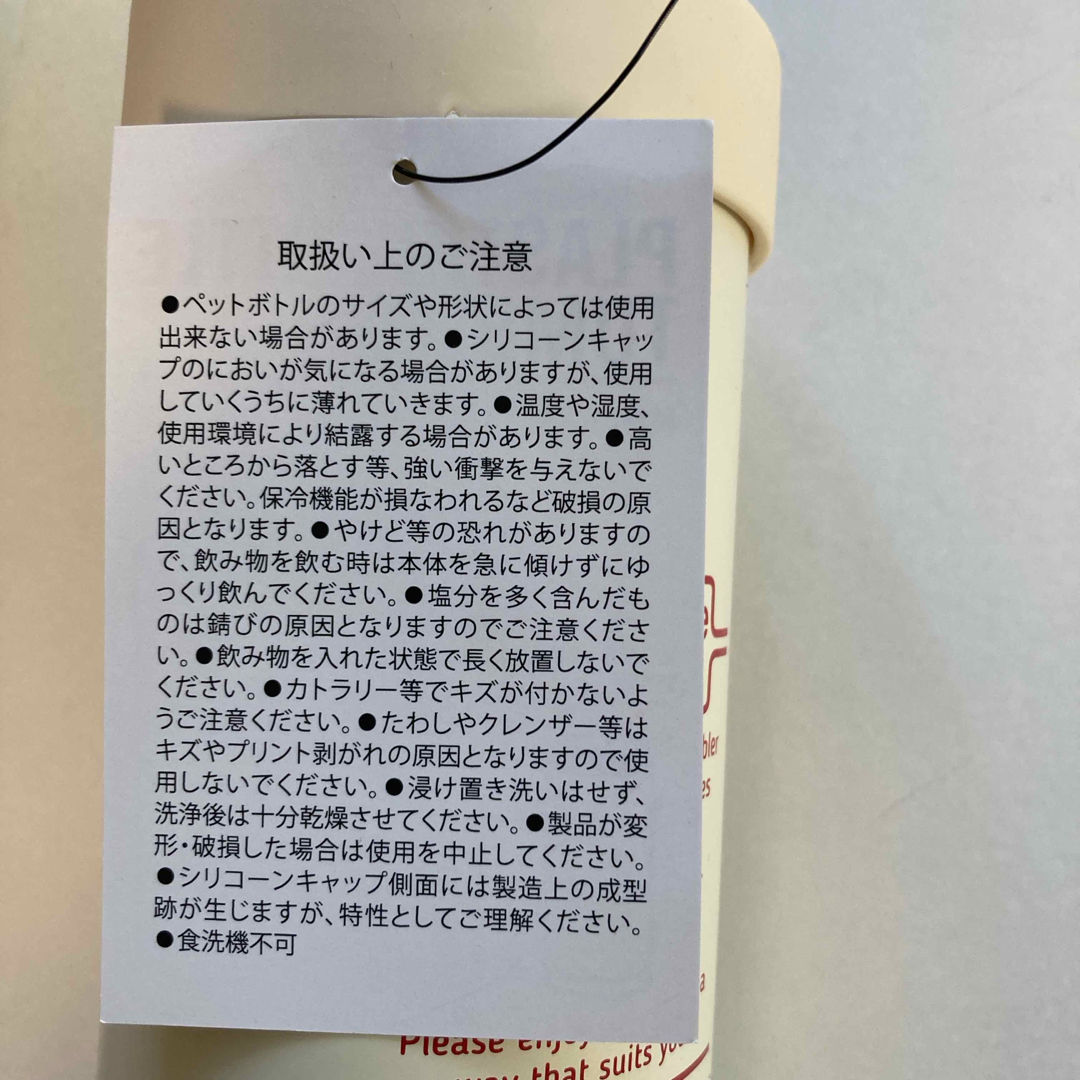 取扱い上のご注意
●ペットボトルのサイズや形状によっては使用
出来ない場合があります。●シリコーンキャッ
プのにおいが気になる場合がありますが、使用
していくうちに薄れていきます。●温度や湿度、
使用環境により結露する場合があります。●高
いところから落とす等、強い衝撃を与えないで
ください。保冷機能が損なわれるなど破損の原
因となります。●やけど等の恐れがありますの
で、飲み物を飲む時は本体を急に傾けずにゆ
っくり飲んでください。●塩分を多く含んだも
のは錆びの原因となりますのでご注意くださ
い。●飲み物を入れた状態で長く放置しないで
ください。●カトラリー等でキズが付かないよ
うご注意ください。●たわしやクレンザー等は
キズやプリント剥がれの原因となりますので使
用しないでください。●浸け置き洗いはせず、
洗浄後は十分乾燥させてください。●製品が変
形・破損した場合は使用を中止してください。
●シリコーンキャップ側面には製造上の成型
跡が生じますが、特性としてご理解ください。
●食洗機不可
Please
that suits